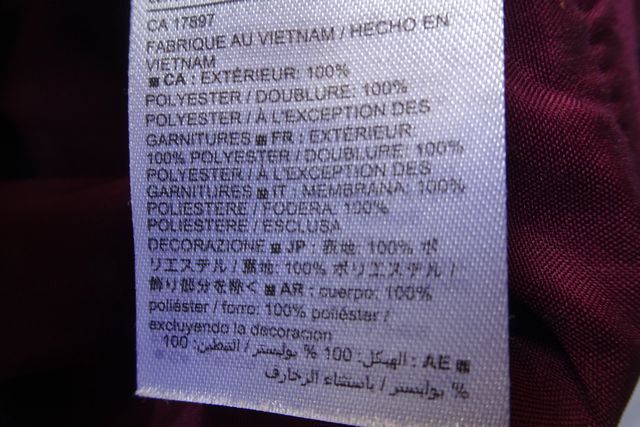 CA 17897
FABRIQUE AU VIETNAM / HECHO EN
VIETNAM
CA : EXTÉRIEUR: 100%
POLYESTER / DOUBLURE: 100%
POLYESTER / À L'EXCEPTION DES
GARNITURES FR : EXTÉRIEUR
100% POLYESTER / DOUBLURE: 100%
POLYESTER / À L'EXCEPTION DES
GARNITURES IT : MEMBRANA: 100%
POLIESTERE / FODERA: 100%
POLIESTERE / ESCLUSA
DECORAZIONE JP : 表地: 100% ポ
リエステル / 裏地: 100% ポリエステル /
飾り部分を除く AR : cuerpo: 100%
poliéster / forro: 100% poliéster /
excluyendo la decoracion
AE : الهيكل: 100 % بوليستر / التبطين: 100
% بوليستر / باستثناء الزخارف